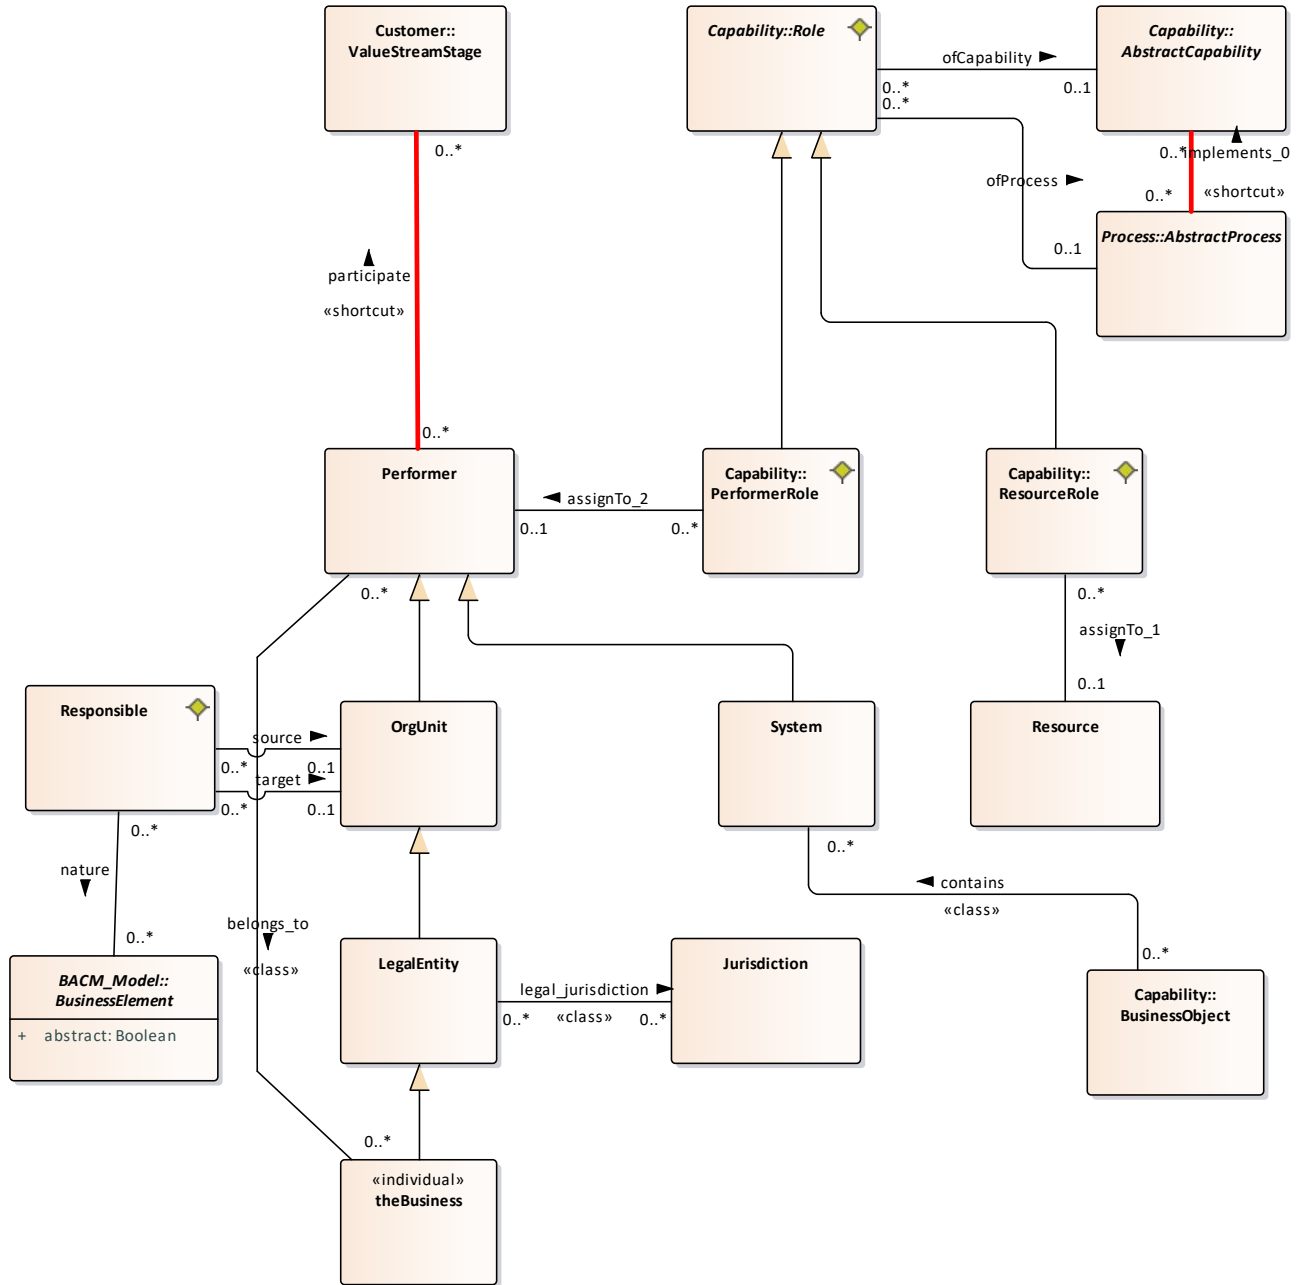 Customer::
ValueStreamStage
0..*
participate
«shortcut»
0..*
Capability::Role
ofCapability
0..*
0..*
0..1
Capability::
AbstractCapability
0..*
implements_0
«shortcut»
0..*
ofProcess
0..1
Process::AbstractProcess
Performer
assignTo_2
0..1
0..*
Capability::
PerformerRole
Capability::
ResourceRole
0..*
0..*
assignTo_1
0..1
Responsible
source
0..*
0..1
target
0..*
0..1
OrgUnit
System
Resource
0..*
0..*
nature
0..*
contains
«class»
0..*
belongs_to
«class»
BACM_Model::
BusinessElement
+ abstract: Boolean
LegalEntity
legal_jurisdiction
0..*
«class»
0..*
Jurisdiction
Capability::
BusinessObject
0..*
«individual»
theBusiness